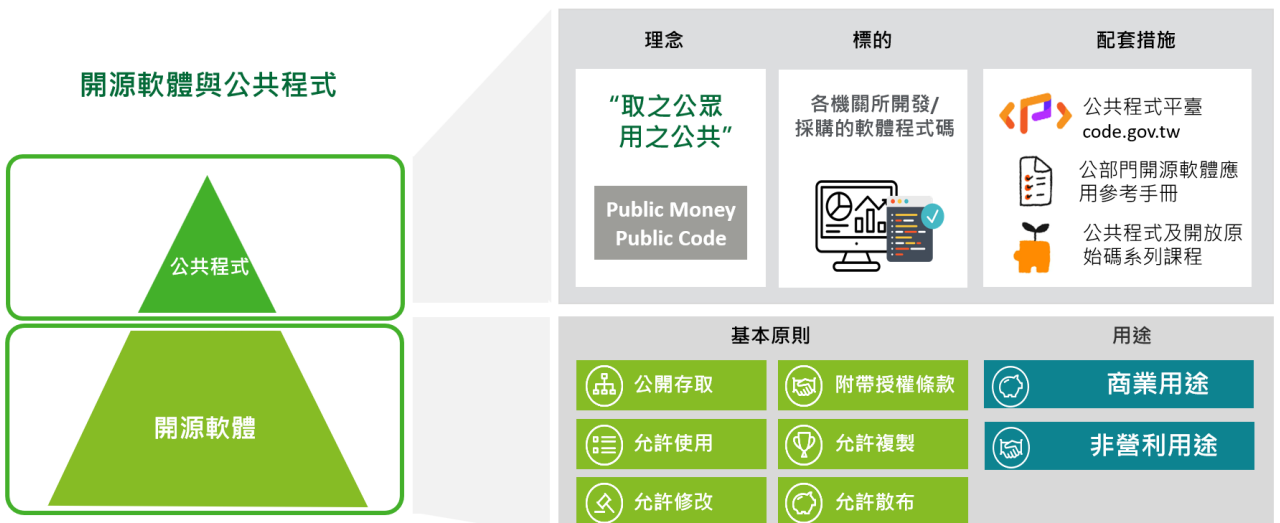 開源軟體與公共程式
公共程式
開源軟體
理念
“取之公眾
用之公共”
Public Money
Public Code
標的
各機關所開發/
採購的軟體程式碼
配套措施
公共程式平臺
code.gov.tw
公部門開源軟體應
用參考手冊
公共程式及開放原
始碼系列課程
基本原則
公開存取
附帶授權條款
允許使用
允許複製
允許修改
允許散布
用途
商業用途
非營利用途